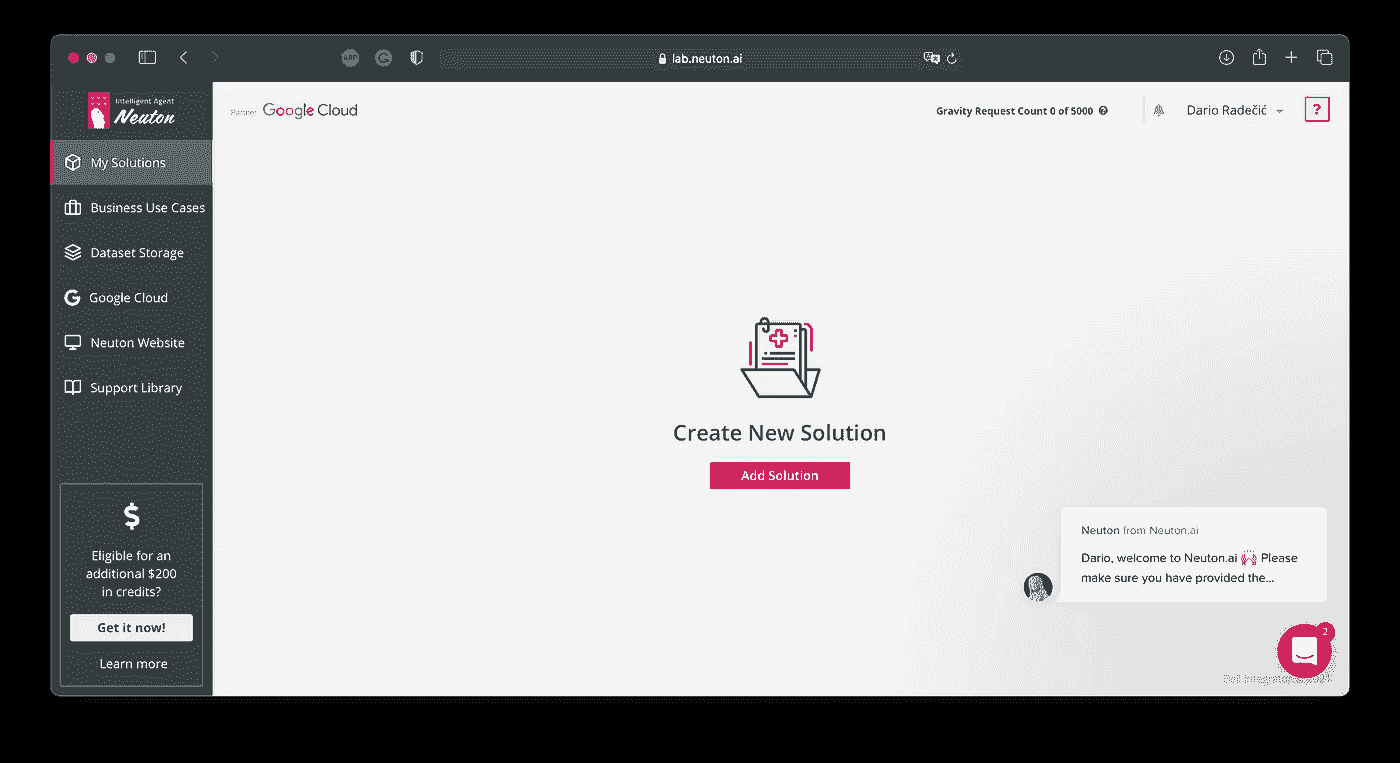 ABP
lab.neuton.ai
Intelligent Agent
Neuton
Partner
Google Cloud
Gravity Request Count 0 of 5000 ?
Dario Radečić
?
My Solutions
Business Use Cases
Dataset Storage
Google Cloud
Neuton Website
Support Library
Create New Solution
Add Solution
$
Eligible for an
additional $200
in credits?
Get it now!
Learn more
Neuton from Neuton.ai
Dario, welcome to Neuton.ai 🙌 Please
make sure you have provided the...
2